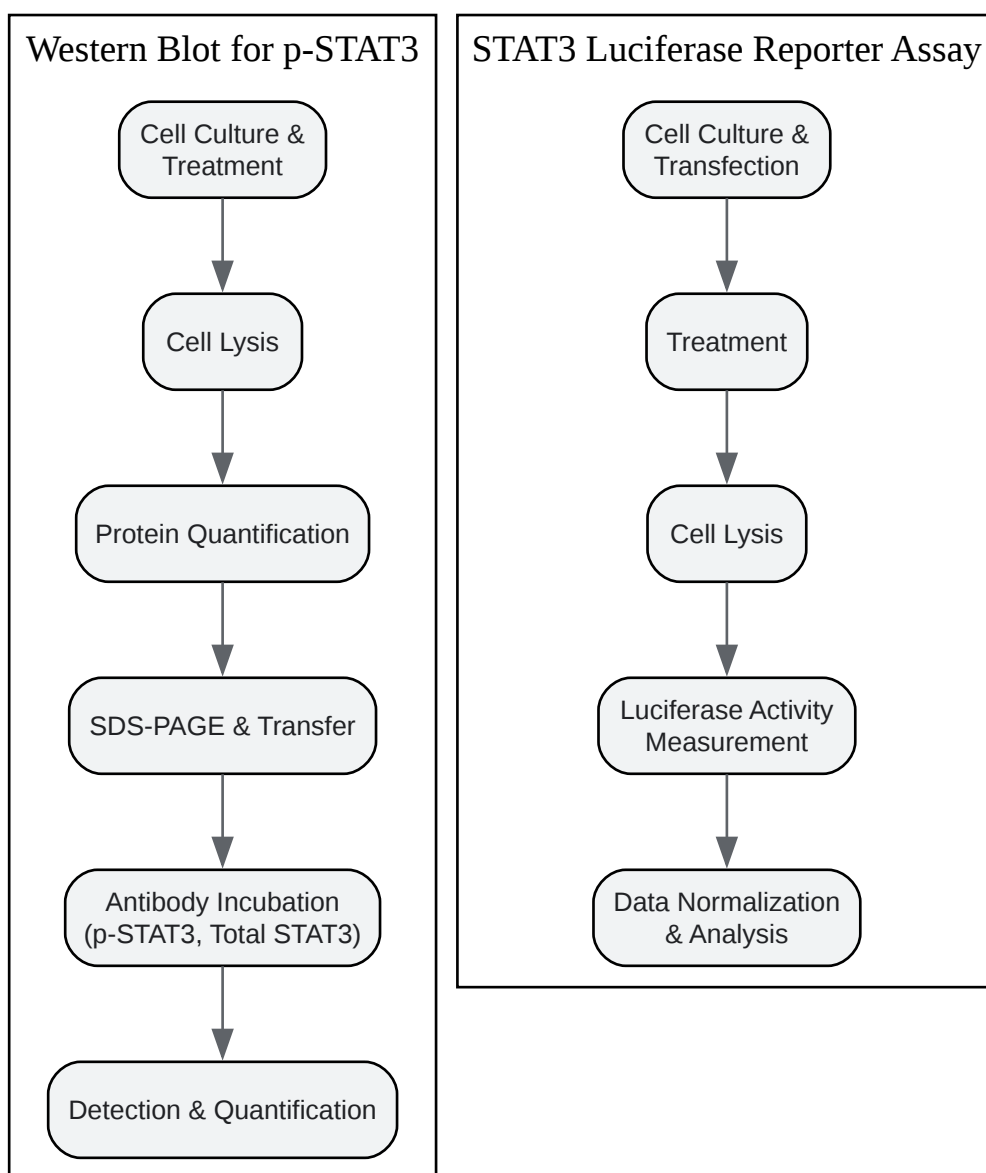 Western Blot for p-STAT3
Cell Culture &
Treatment
Cell Lysis
Protein Quantification
SDS-PAGE & Transfer
Antibody Incubation
(p-STAT3, Total STAT3)
Detection & Quantification
STAT3 Luciferase Reporter Assay
Cell Culture &
Transfection
Treatment
Cell Lysis
Luciferase Activity
Measurement
Data Normalization
& Analysis